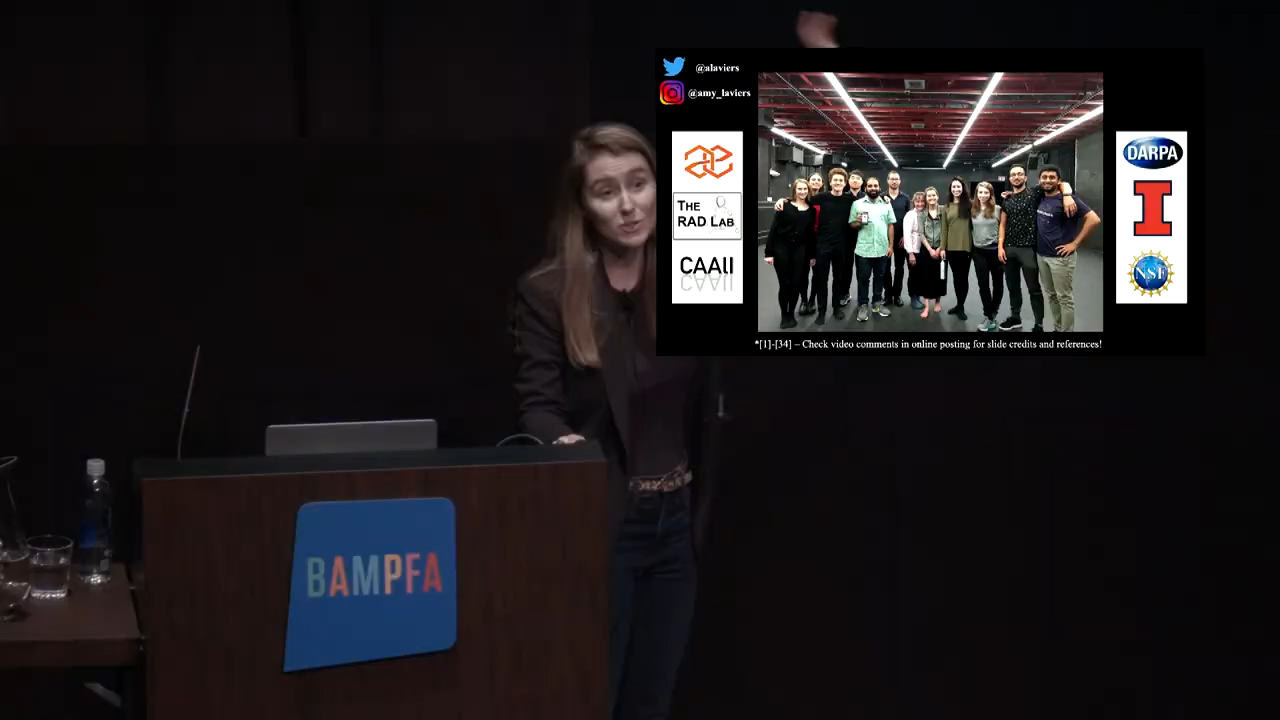 @alaviers
@amy_laviers
THE
RAD LAB
CAAII
DARPA
I
NSF
*[1]-[34] – Check video comments in online posting for slide credits and references!
BAMPFA